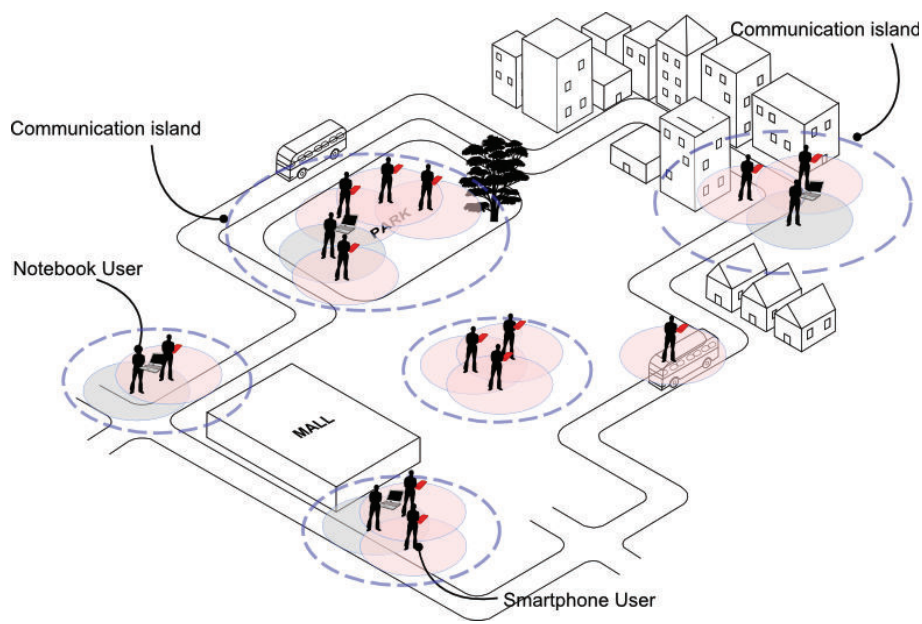 Communication island
Communication island
PARK
Notebook User
MALL
Smartphone User